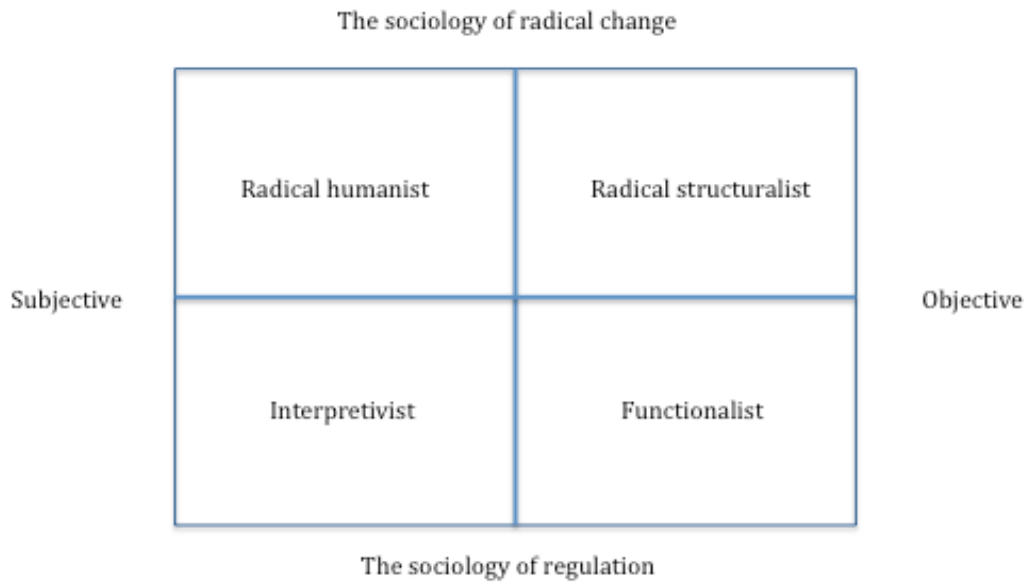 The sociology of radical change
Radical humanist
Radical structuralist
Subjective
Objective
Interpretivist
Functionalist
The sociology of regulation